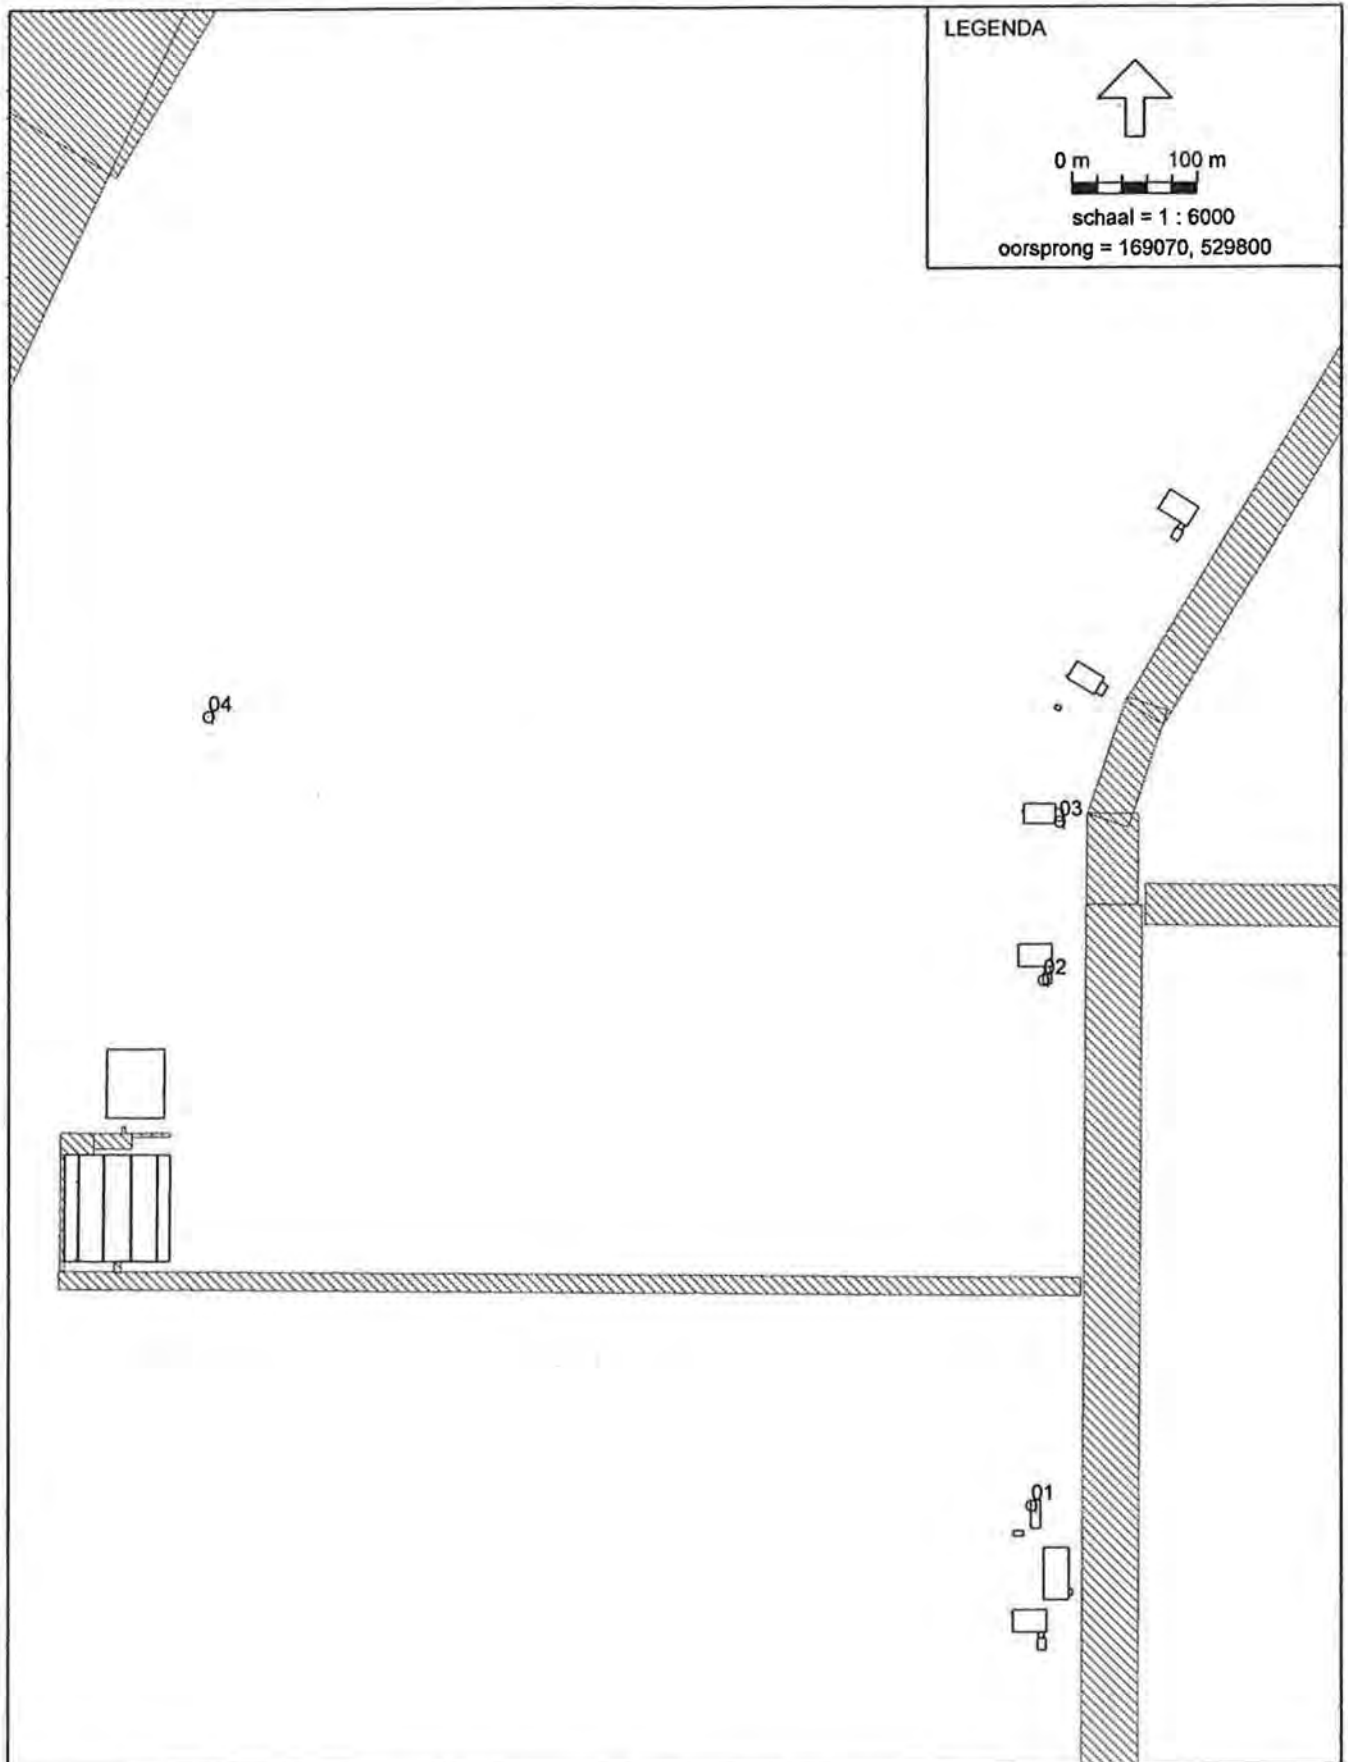 LEGENDA
0 m 100 m
schaal = 1 : 6000
oorsprong = 169070, 529800
04
03
02
01